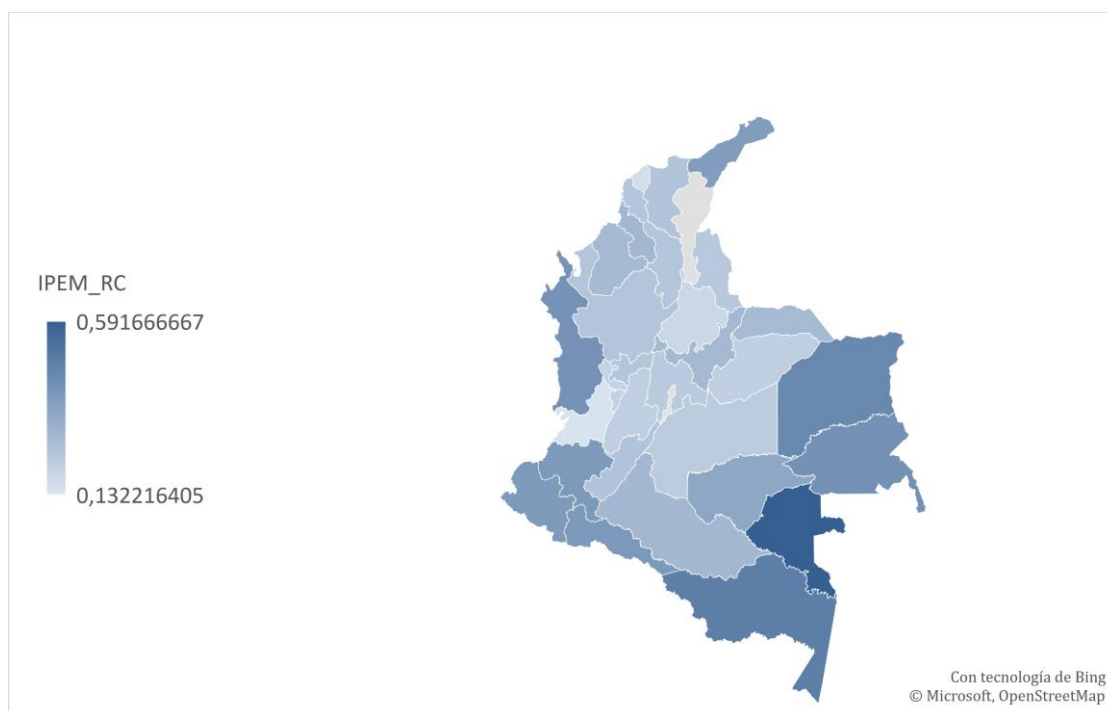 IPEM_RC
0,591666667
0,132216405
Con tecnología de Bing
© Microsoft, OpenStreetMap